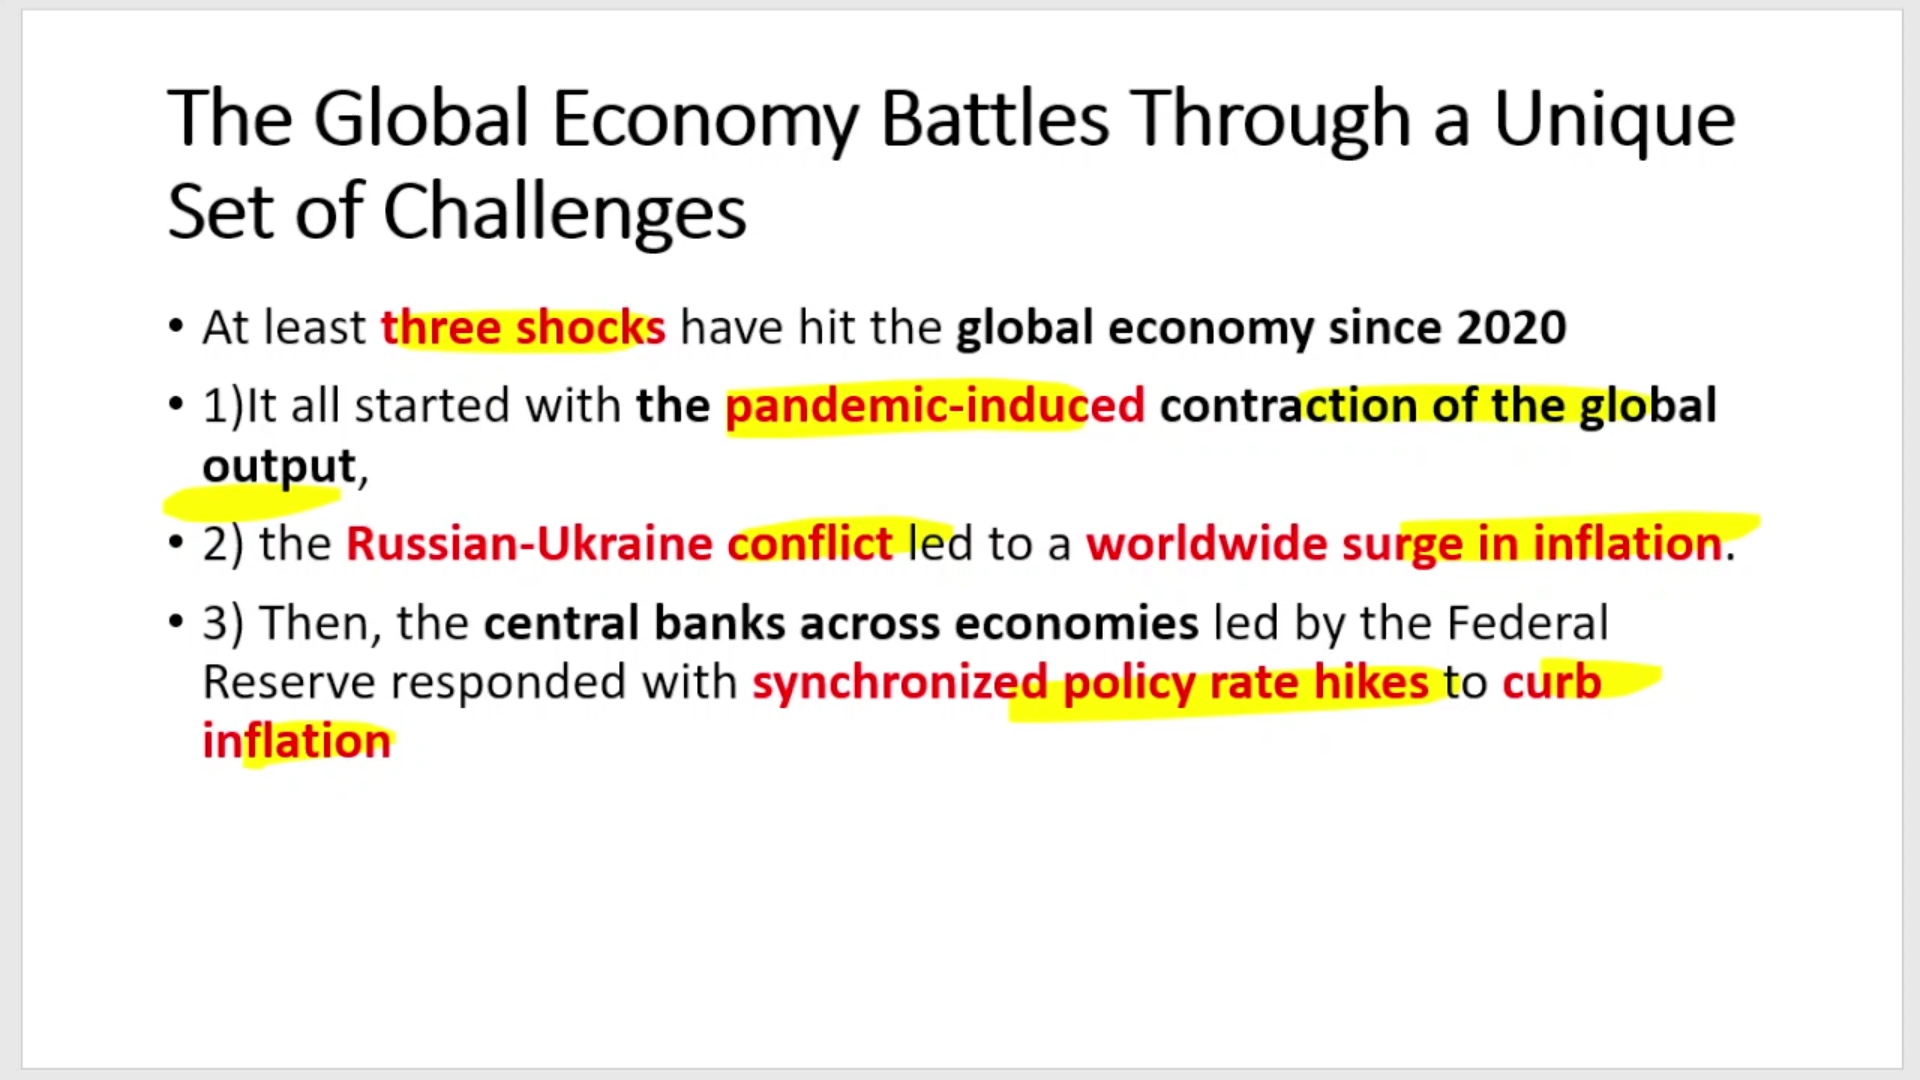 The Global Economy Battles Through a Unique
Set of Challenges
• At least three shocks have hit the global economy since 2020
• 1)It all started with the pandemic-induced contraction of the global
output,
• 2) the Russian-Ukraine conflict led to a worldwide surge in inflation.
• 3) Then, the central banks across economies led by the Federal
Reserve responded with synchronized policy rate hikes to curb
inflation